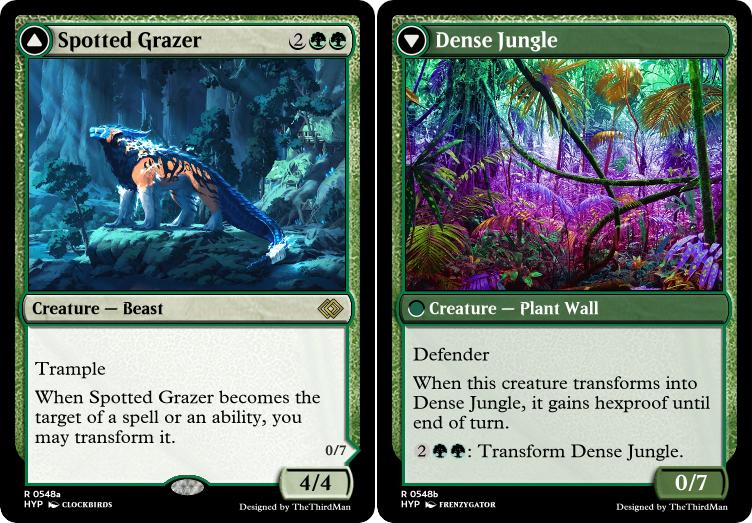 Spotted Grazer 2
Creature — Beast
Trample
When Spotted Grazer becomes the
target of a spell or an ability, you
may transform it.
0/7
4/4
R 0548a
HYP CLOCKBIRDS
Designed by TheThirdMan
Dense Jungle
Creature — Plant Wall
Defender
When this creature transforms into
Dense Jungle, it gains hexproof until
end of turn.
2 : Transform Dense Jungle.
0/7
R 0548b
HYP FRENZYGATOR
Designed by TheThirdMan